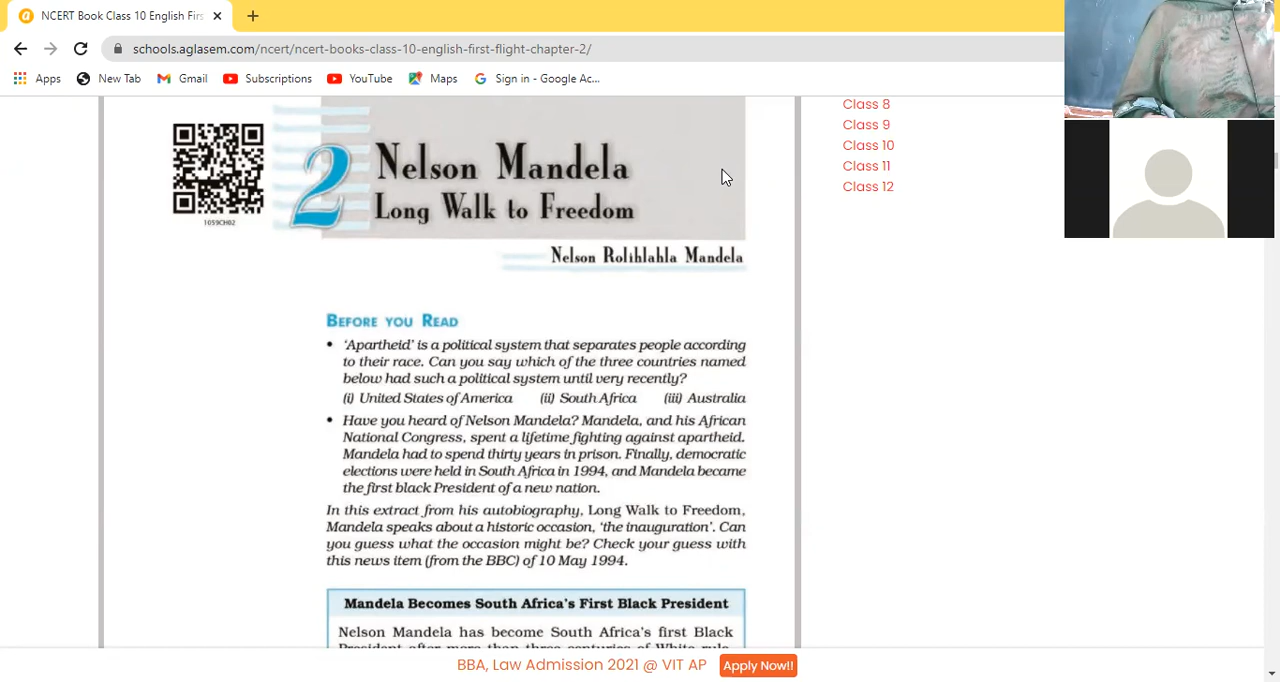 NCERT Book Class 10 English Firs
schools.aglasem.com/ncert/ncert-books-class-10-english-first-flight-chapter-2/
Apps New Tab Gmail Subscriptions YouTube Maps Sign in - Google Ac...
2
Nelson Mandela
Long Walk to Freedom
1059CH02
Nelson Rolihlahla Mandela
BEFORE YOU READ
• 'Apartheid' is a political system that separates people according
to their race. Can you say which of the three countries named
below had such a political system until very recently?
(i) United States of America (ii) South Africa (iii) Australia
• Have you heard of Nelson Mandela? Mandela, and his African
National Congress, spent a lifetime fighting against apartheid.
Mandela had to spend thirty years in prison. Finally, democratic
elections were held in South Africa in 1994, and Mandela became
the first black President of a new nation.
In this extract from his autobiography, Long Walk to Freedom,
Mandela speaks about a historic occasion, 'the inauguration'. Can
you guess what the occasion might be? Check your guess with
this news item (from the BBC) of 10 May 1994.
Mandela Becomes South Africa's First Black President
Nelson Mandela has become South Africa's first Black
President after more than three centuries of White rule.
Class 8
Class 9
Class 10
Class 11
Class 12
BBA, Law Admission 2021 @ VIT AP Apply Now!!